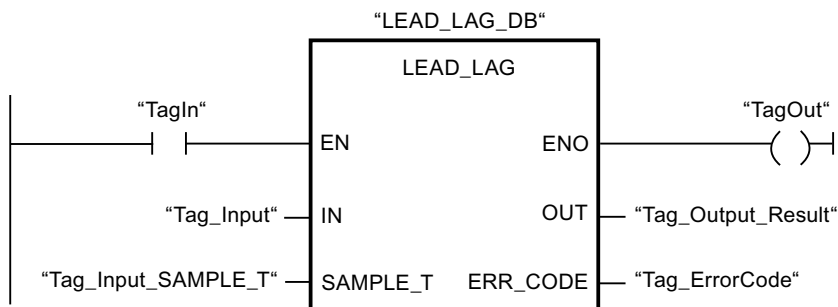 “LEAD_LAG_DB“
LEAD_LAG
“TagIn“ “TagOut“
EN ENO
“Tag_Input“ IN OUT “Tag_Output_Result“
“Tag_Input_SAMPLE_T“ SAMPLE_T ERR_CODE “Tag_ErrorCode“